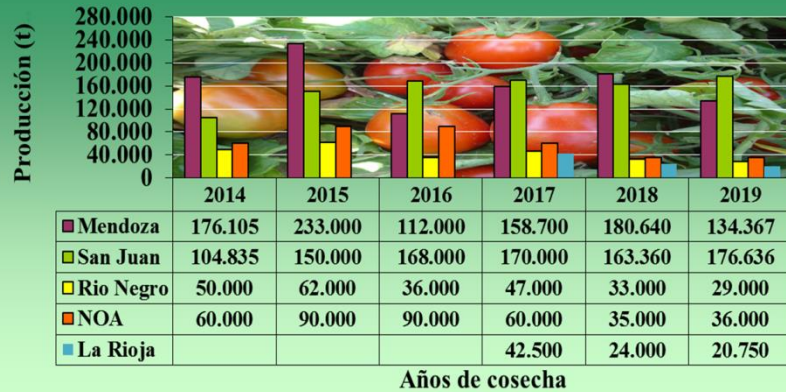 Producción (t)
280.000
240.000
200.000
160.000
120.000
80.000
40.000
0
2014 2015 2016 2017 2018 2019
Mendoza 176.105 233.000 112.000 158.700 180.640 134.367
San Juan 104.835 150.000 168.000 170.000 163.360 176.636
Rio Negro 50.000 62.000 36.000 47.000 33.000 29.000
NOA 60.000 90.000 90.000 60.000 35.000 36.000
La Rioja 42.500 24.000 20.750
Años de cosecha